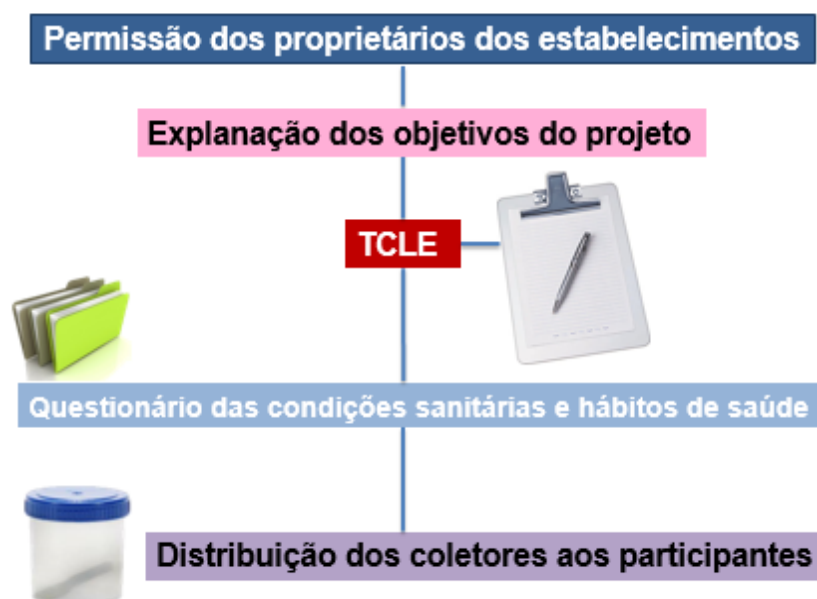 Permissão dos proprietários dos estabelecimentos
Explanação dos objetivos do projeto
TCLE
Questionário das condições sanitárias e hábitos de saúde
Distribuição dos coletores aos participantes